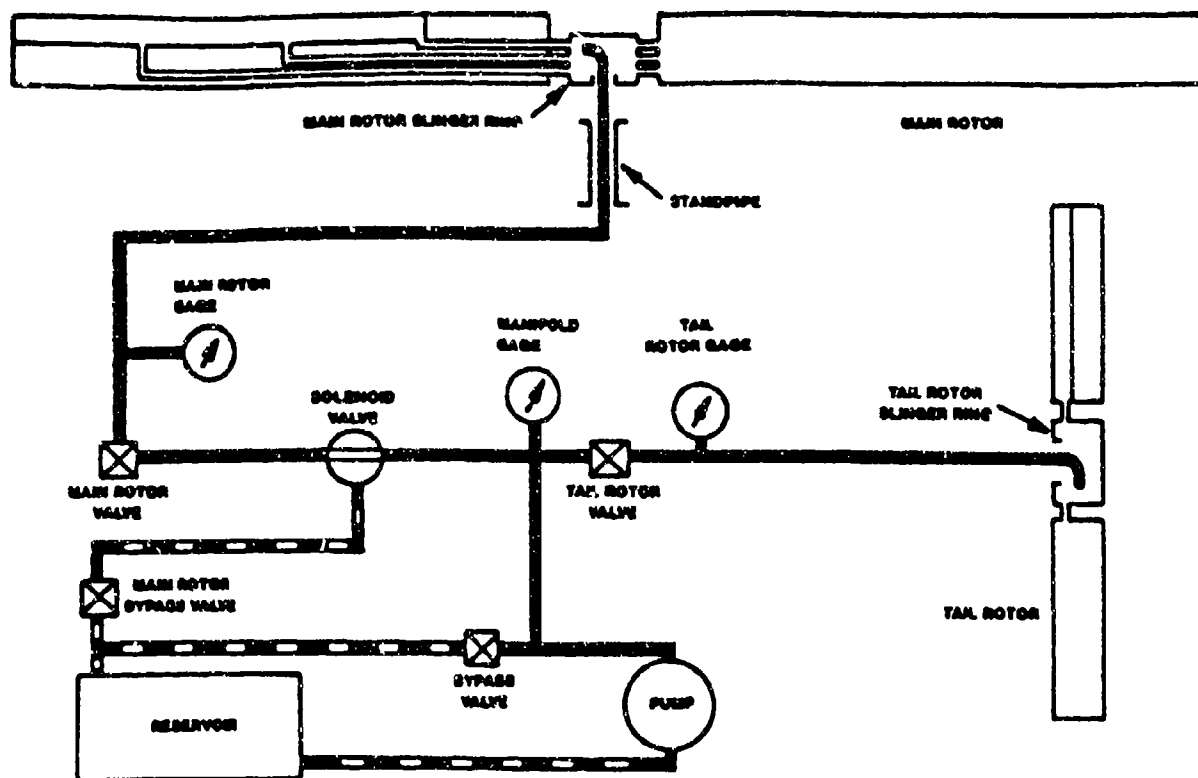 MAIN ROTOR SLINGER RING
MAIN ROTOR
STANDPIPE
MAIN ROTOR
GAGE
MANIFOLD
GAGE
TAIL
ROTOR GAGE
SOLENOID
VALVE
TAIL ROTOR
SLINGER RING
MAIN ROTOR
VALVE
TAIL ROTOR
VALVE
MAIN ROTOR
BYPASS VALVE
TAIL ROTOR
BYPASS
VALVE
PUMP
RESERVOIR